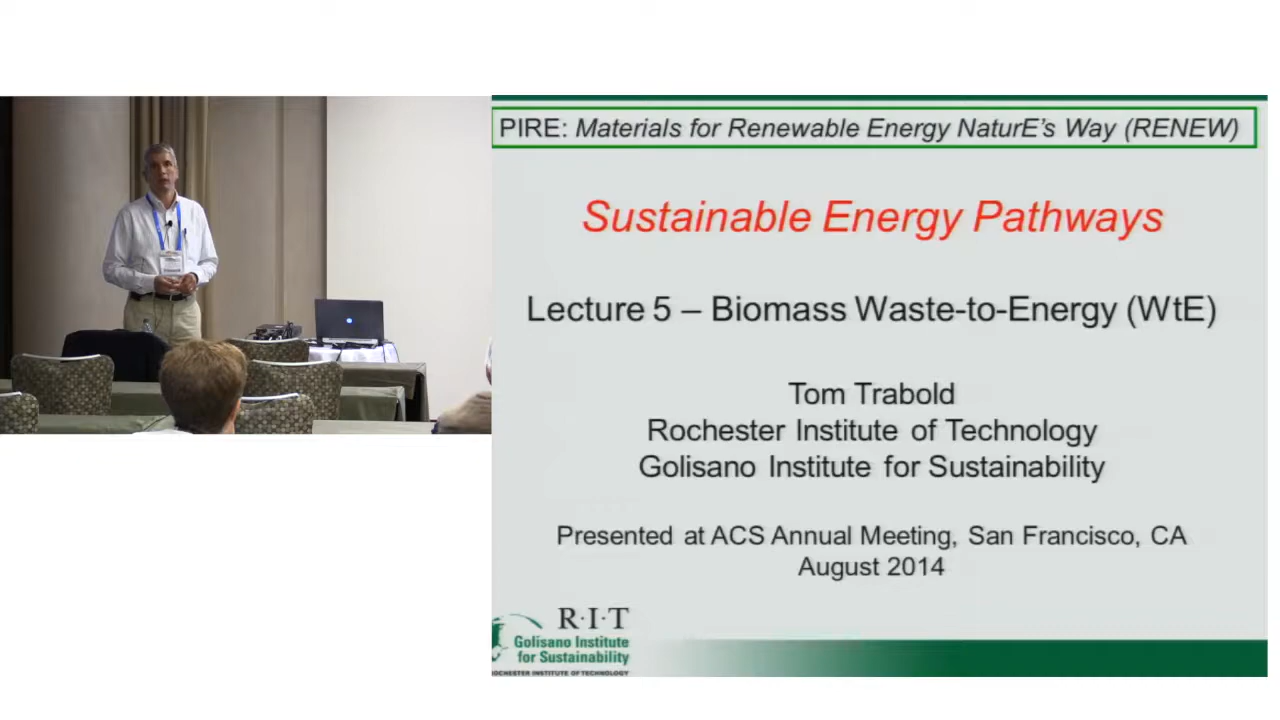 PIRE: Materials for Renewable Energy NaturE's Way (RENEW)
Sustainable Energy Pathways
Lecture 5 – Biomass Waste-to-Energy (WtE)
Tom Trabold
Rochester Institute of Technology
Golisano Institute for Sustainability
Presented at ACS Annual Meeting, San Francisco, CA
August 2014
R·I·T
Golisano Institute
for Sustainability
ROCHESTER INSTITUTE OF TECHNOLOGY